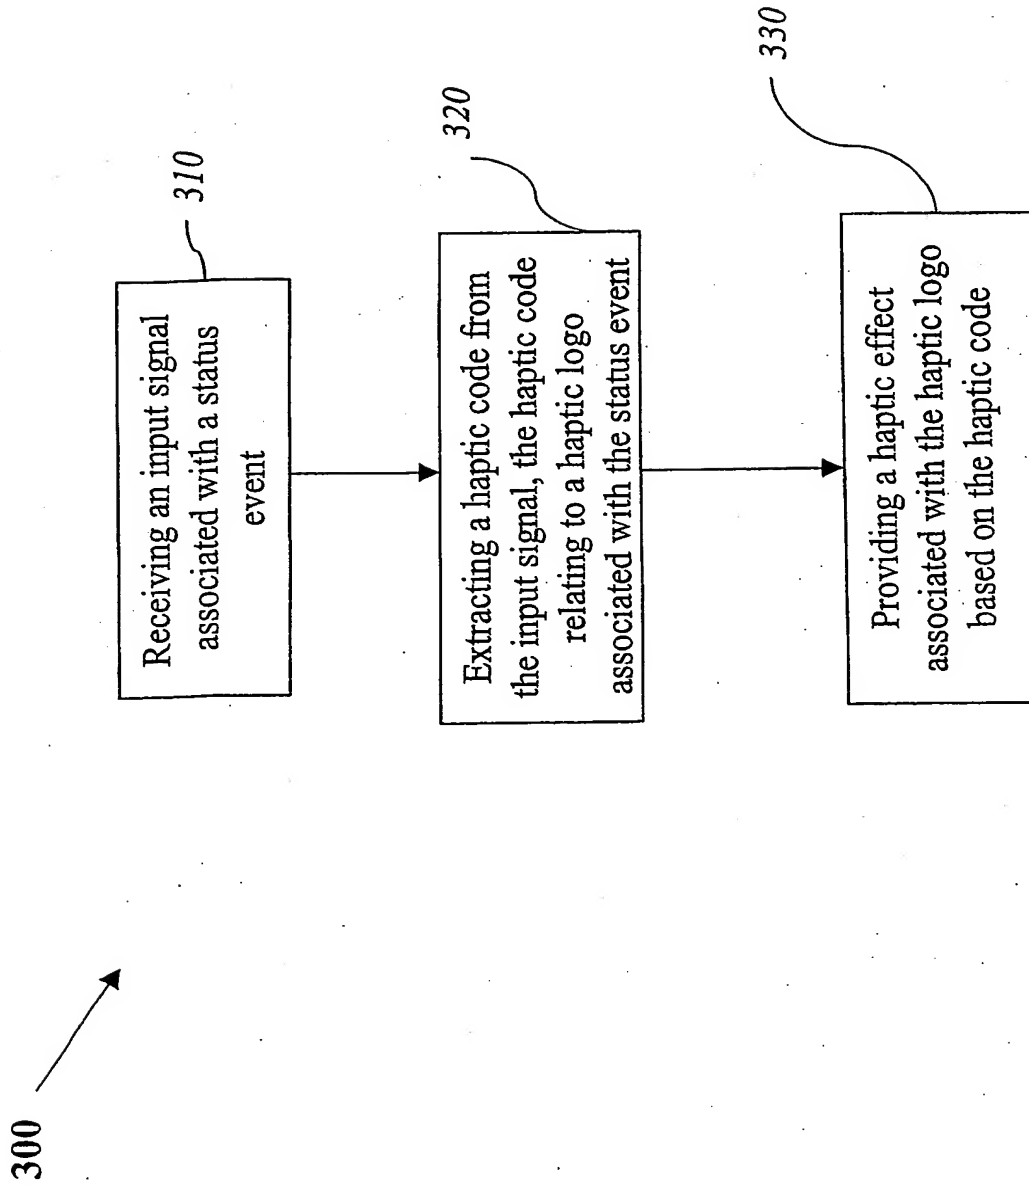 300
Receiving an input signal
associated with a status
event
310
Extracting a haptic code from
the input signal, the haptic code
relating to a haptic logo
associated with the status event
320
Providing a haptic effect
associated with the haptic logo
based on the haptic code
330